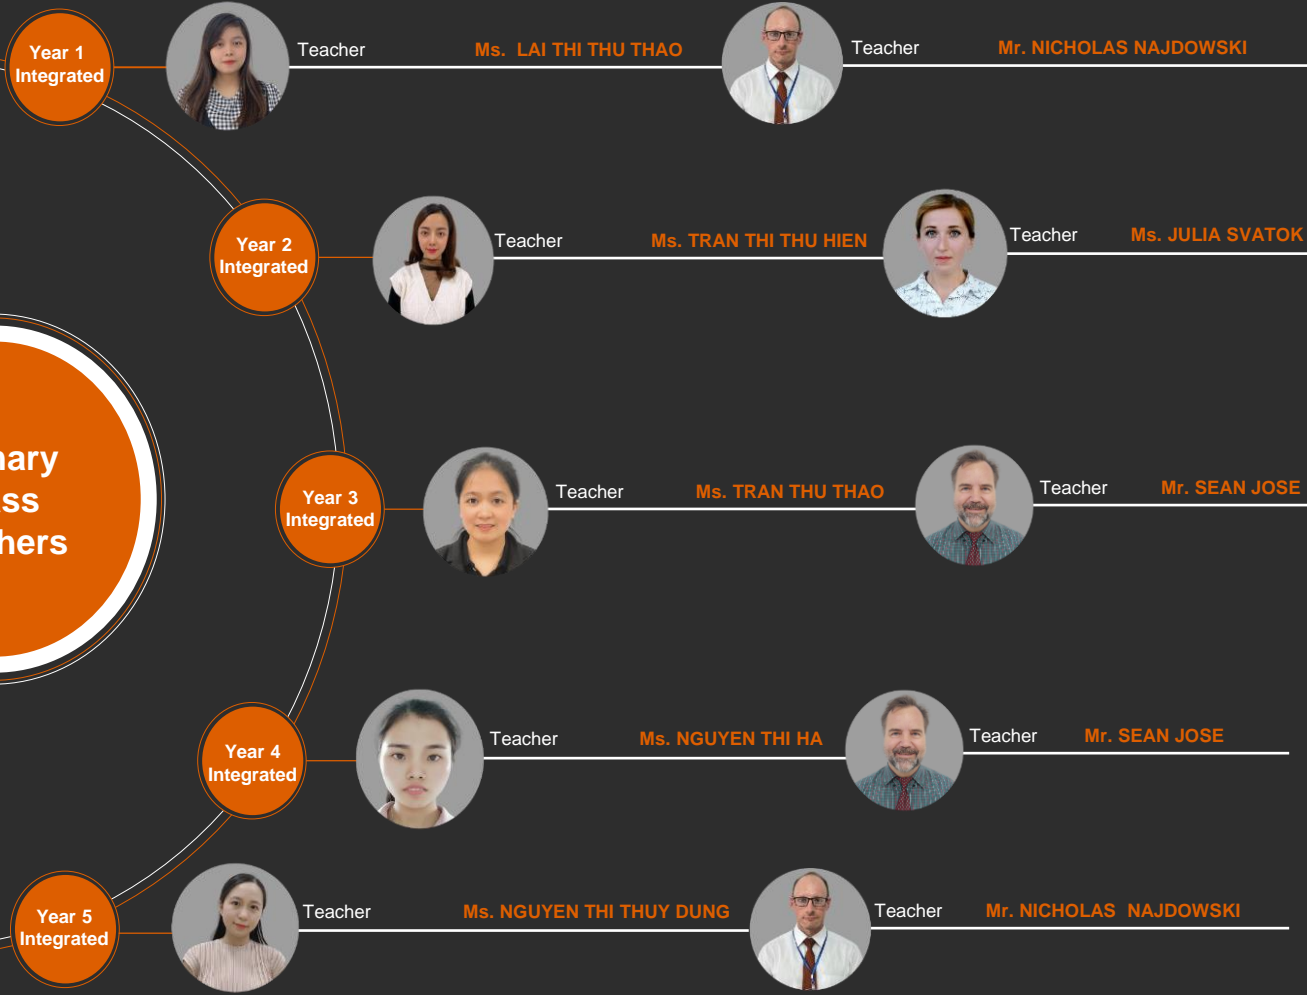 Year 1
Integrated
Teacher Ms. LAI THI THU THAO
Teacher Mr. NICHOLAS NAJDOWSKI
Year 2
Integrated
Teacher Ms. TRAN THI THU HIEN
Teacher Ms. JULIA SVATOK
nary
ss
hers
Year 3
Integrated
Teacher Ms. TRAN THU THAO
Teacher Mr. SEAN JOSE
Year 4
Integrated
Teacher Ms. NGUYEN THI HA
Teacher Mr. SEAN JOSE
Year 5
Integrated
Teacher Ms. NGUYEN THI THUY DUNG
Teacher Mr. NICHOLAS NAJDOWSKI